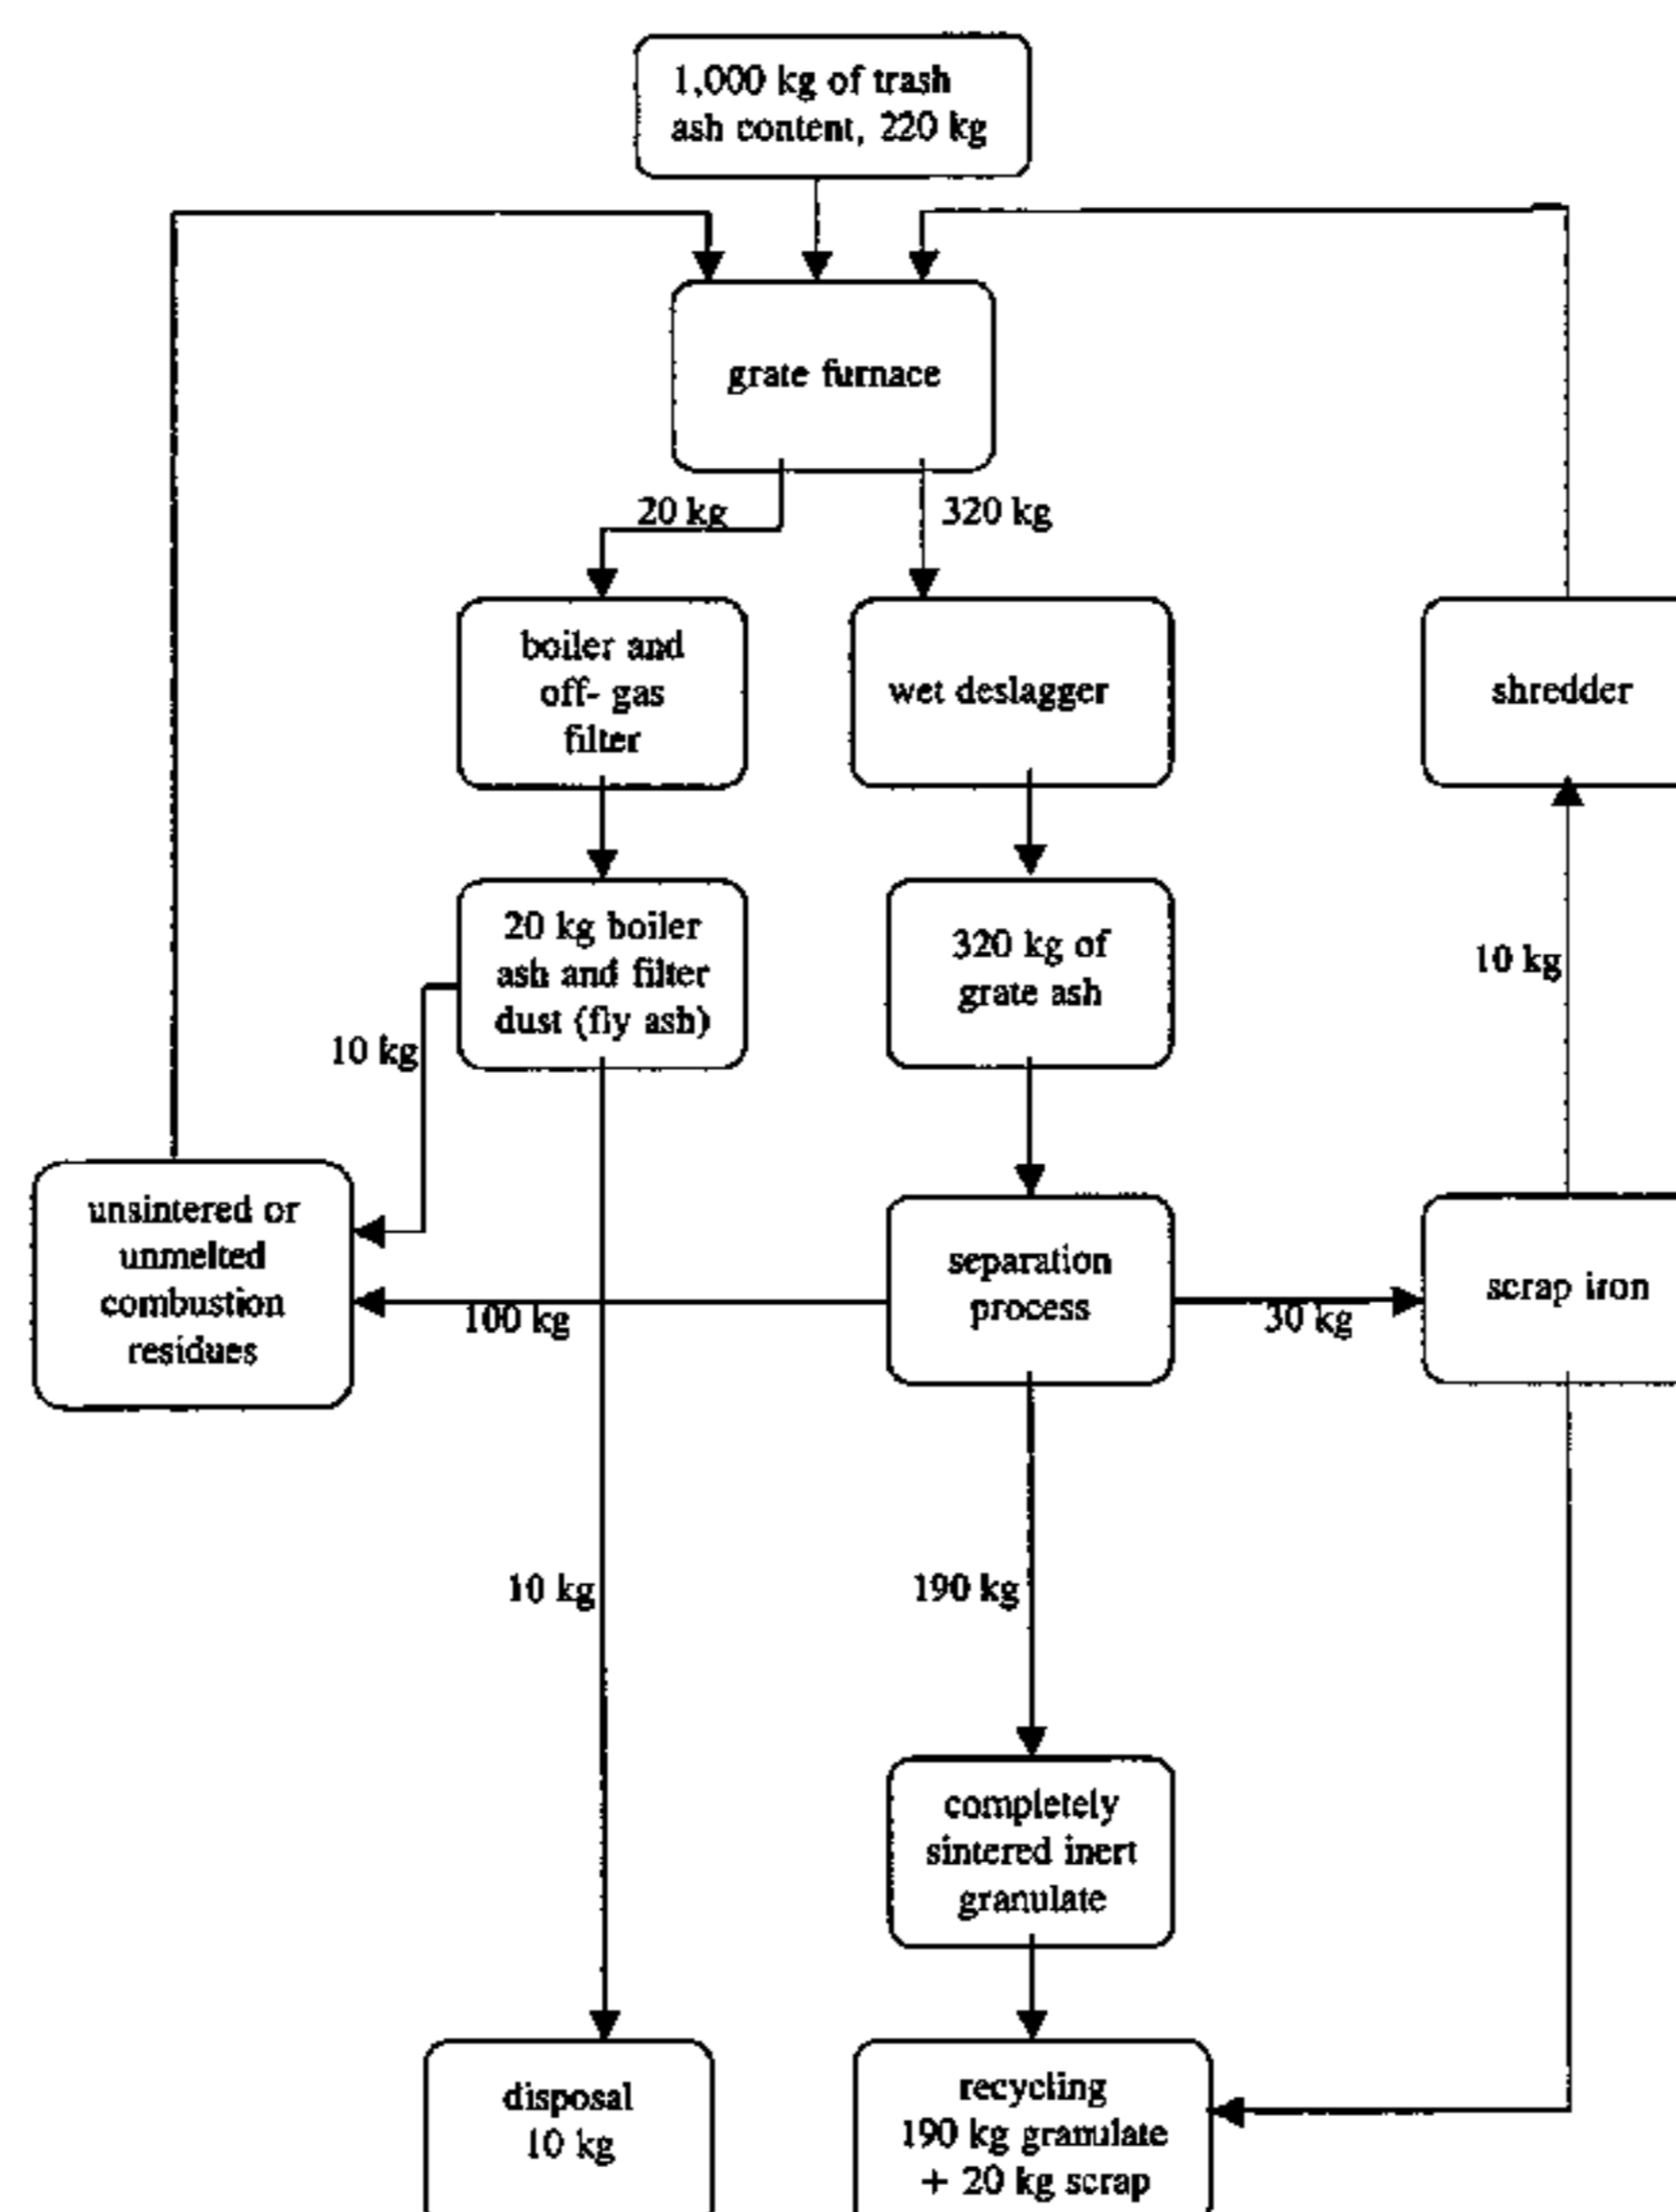 1,000 kg of trash
ash content, 220 kg
grate furnace
20 kg
320 kg
boiler and
off- gas
filter
wet deslagger
shredder
20 kg boiler
ash and filter
dust (fly ash)
320 kg of
grate ash
10 kg
10 kg
unsintered or
unmelted
combustion
residues
separation
process
scrap iron
100 kg
30 kg
10 kg
190 kg
completely
sintered inert
granulate
disposal
10 kg
recycling
190 kg granulate
+ 20 kg scrap